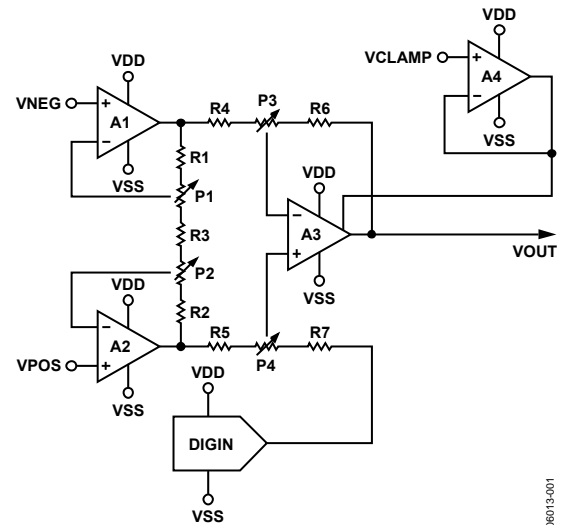 VDD
VDD
VCLAMP
+
A4
−
VSS
VDD
VNEG
+
A1
−
VSS
R4
P3
R6
R1
P1
R3
P2
R2
VDD
−
A3
+
VSS
VOUT
VDD
−
A2
+
VPOS
VSS
R5
P4
R7
VDD
DIGIN
VSS
06013-001